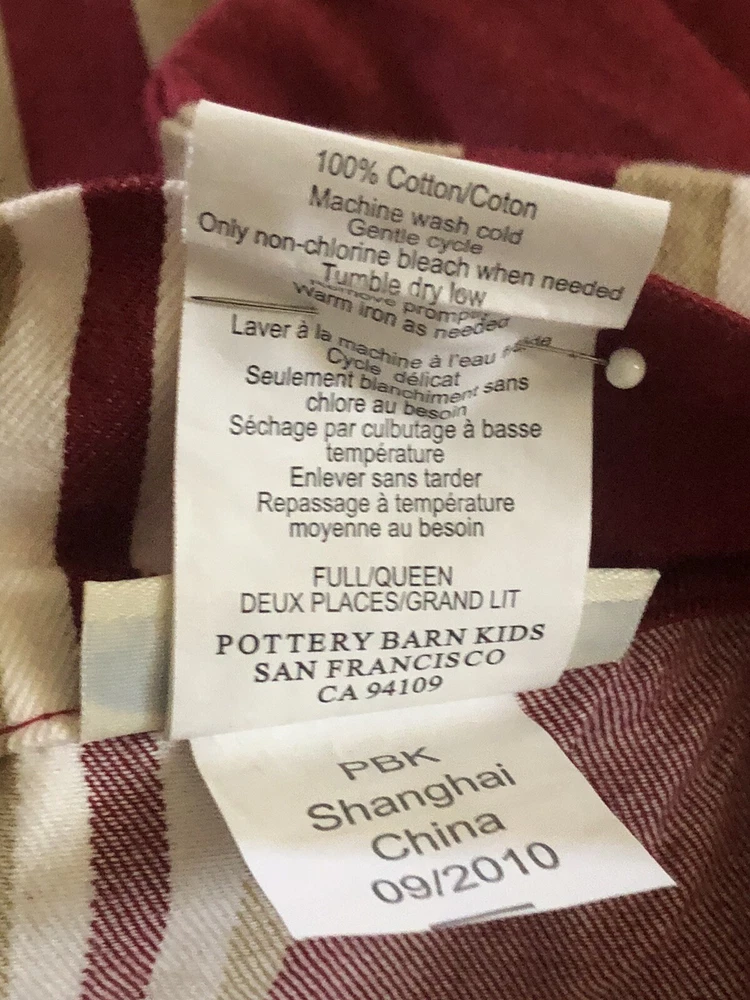 100% Cotton/Coton
Machine wash cold
Gentle cycle
Only non-chlorine bleach when needed
Tumble dry low
Warm iron as needed
Laver à la machine à l'eau
Cycle délicat
Seulement blanchiment sans
chlore au besoin
Séchage par culbutage à basse
température
Enlever sans tarder
Repassage à température
moyenne au besoin
FULL/QUEEN
DEUX PLACES/GRAND LIT
POTTERY BARN KIDS
SAN FRANCISCO
CA 94109
PBK
Shanghai
China
09/2010